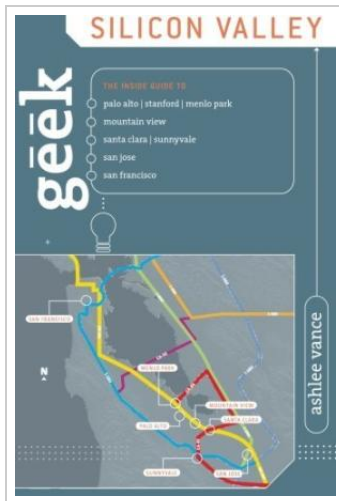 SILICON VALLEY
gēēk
THE INSIDE GUIDE TO
palo alto | stanford | menlo park
mountain view
santa clara | sunnyvale
san jose
san francisco
ashlee vance
SAN FRANCISCO
MENLO PARK
MOUNTAIN VIEW
PALO ALTO
SANTA CLARA
SUNNYVALE
SAN JOSE
N